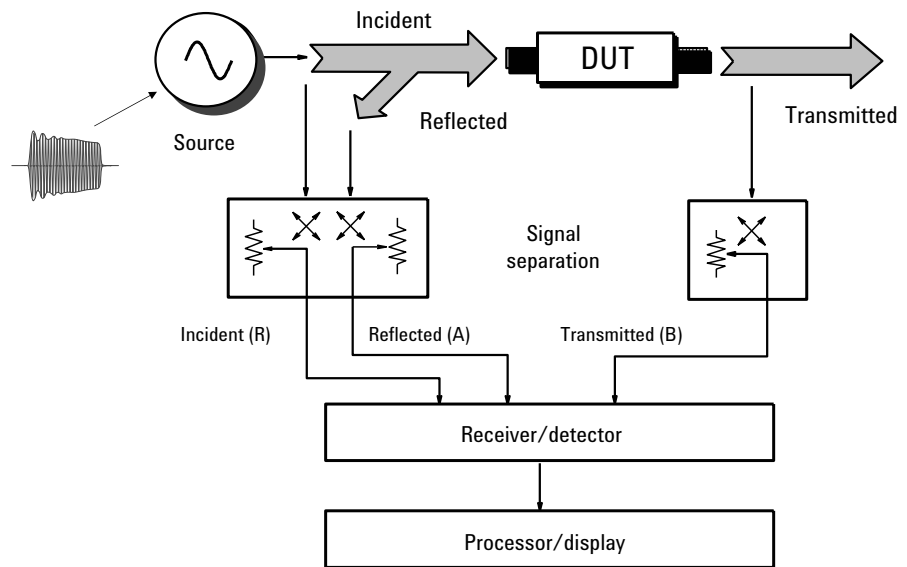 Incident
DUT
Reflected
Transmitted
Source
Signal
separation
Incident (R)
Reflected (A)
Transmitted (B)
Receiver/detector
Processor/display